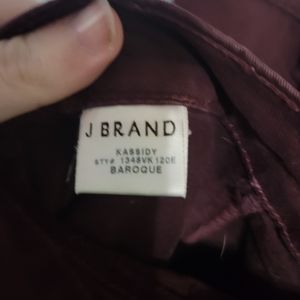 J BRAND
KASSIDY
STY# 1348VK120E
BAROQUE